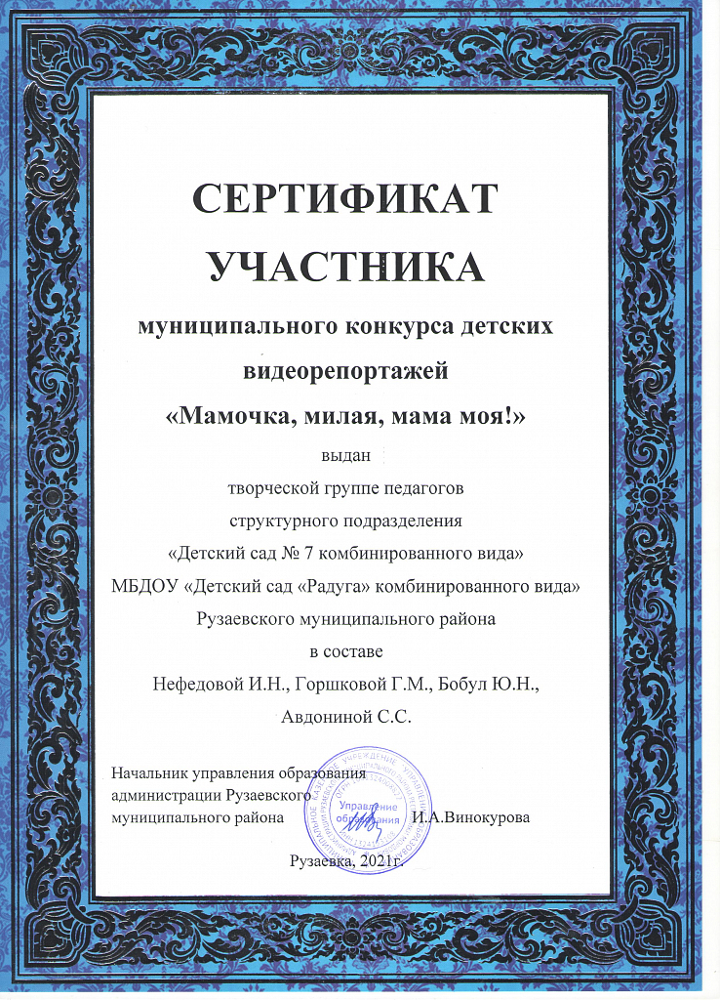 СЕРТИФИКАТ
УЧАСТНИКА
муниципального конкурса детских
видеорепортажей
«Мамочка, милая, мама моя!»
выдан
творческой группе педагогов
структурного подразделения
«Детский сад № 7 комбинированного вида»
МБДОУ «Детский сад «Радуга» комбинированного вида»
Рузаевского муниципального района
в составе
Нефедовой И.Н., Горшковой Г.М., Бобул Ю.Н.,
Авдониной С.С.
Начальник управления образования
администрации Рузаевского
муниципального района И.А.Винокурова
Управление
образования
Рузаевка, 2021г.